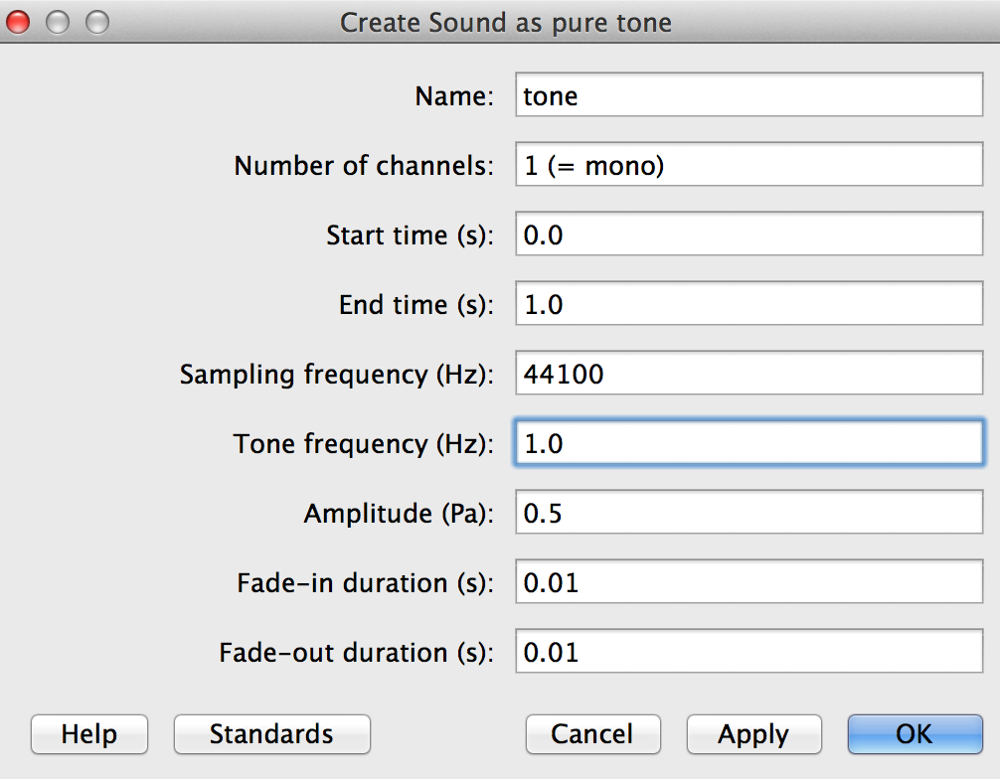 Create Sound as pure tone
Name: tone
Number of channels: 1 (= mono)
Start time (s): 0.0
End time (s): 1.0
Sampling frequency (Hz): 44100
Tone frequency (Hz): 1.0
Amplitude (Pa): 0.5
Fade-in duration (s): 0.01
Fade-out duration (s): 0.01
Help Standards Cancel Apply OK